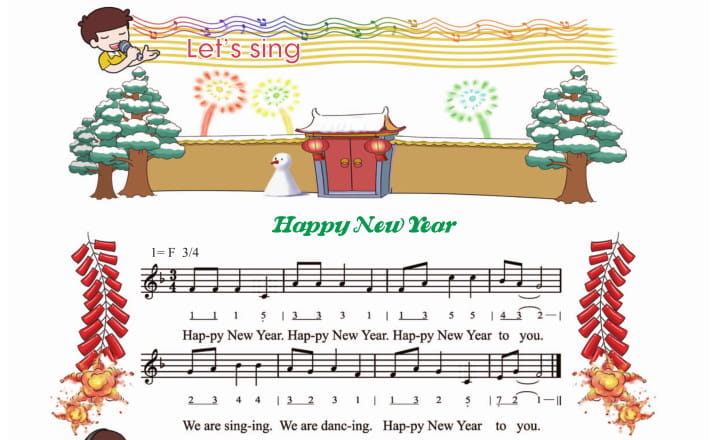 Let's sing
Happy New Year
1=F 3/4
3
4
1 1 1 5 | 3 3 3 1 | 1 3 5 5 | 4 3 2 — |
Hap-py New Year. Hap-py New Year. Hap-py New Year to you.
2 3 4 4 | 3 2 3 1 | 1 3 2 5 | 7 2 1 — ||
We are sing-ing. We are danc-ing. Hap-py New Year to you.